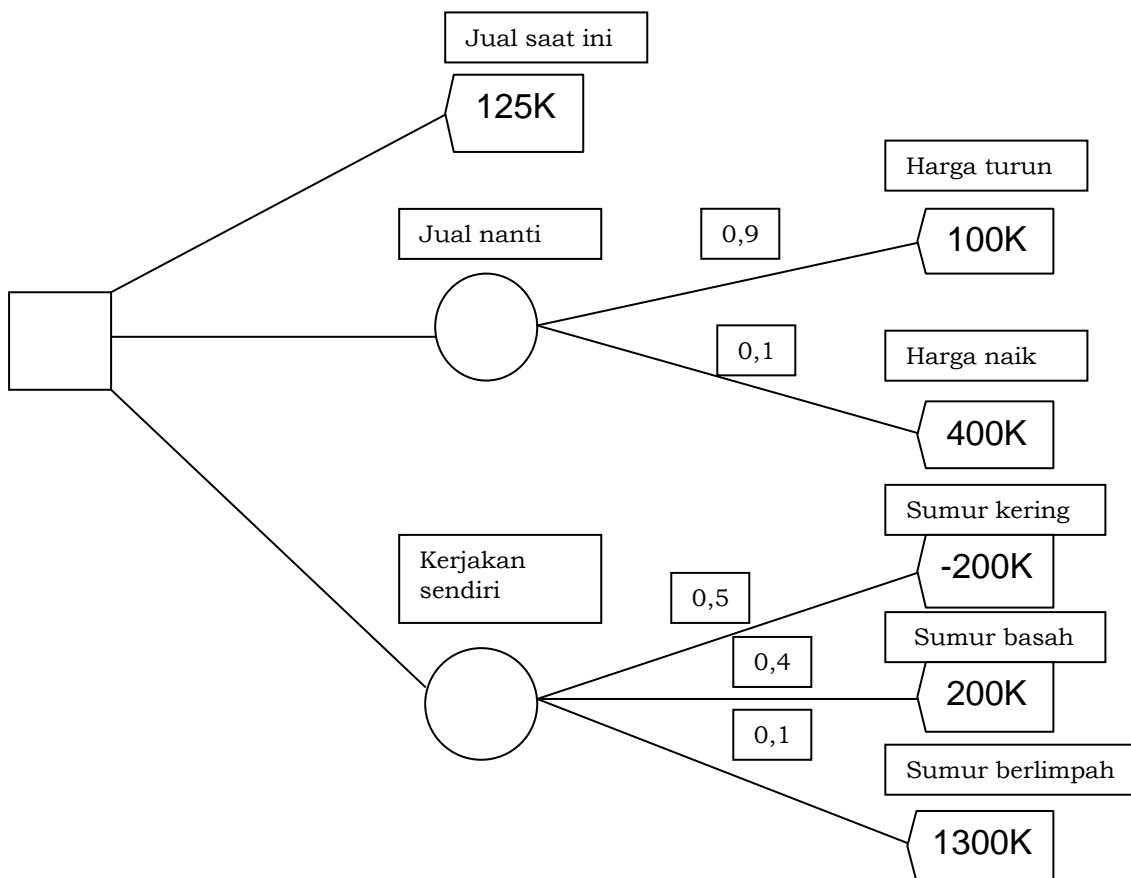 Jual saat ini
125K
Harga turun
Jual nanti
0,9
100K
0,1
Harga naik
400K
Sumur kering
Kerjakan
sendiri
-200K
0,5
Sumur basah
0,4
200K
0,1
Sumur berlimpah
1300K